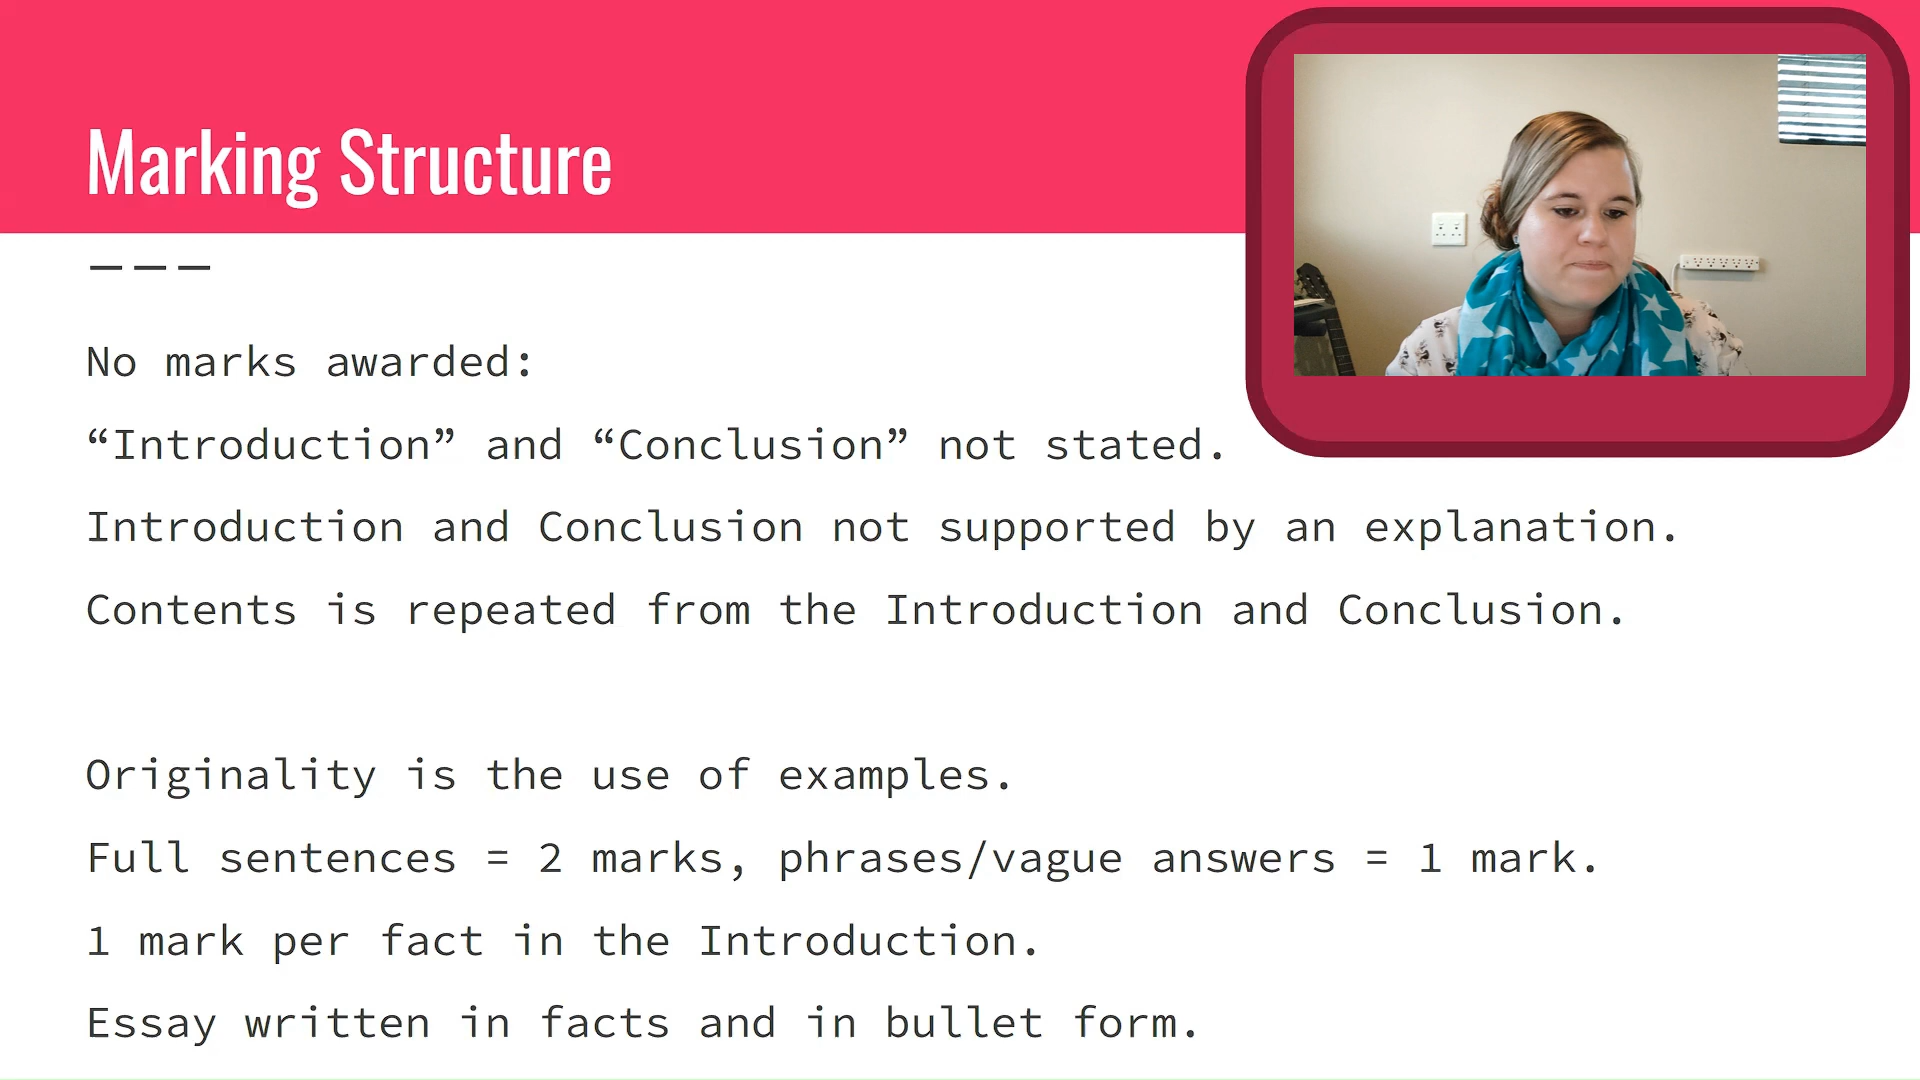 Marking Structure
No marks awarded:
“Introduction” and “Conclusion” not stated.
Introduction and Conclusion not supported by an explanation.
Contents is repeated from the Introduction and Conclusion.
Originality is the use of examples.
Full sentences = 2 marks, phrases/vague answers = 1 mark.
1 mark per fact in the Introduction.
Essay written in facts and in bullet form.